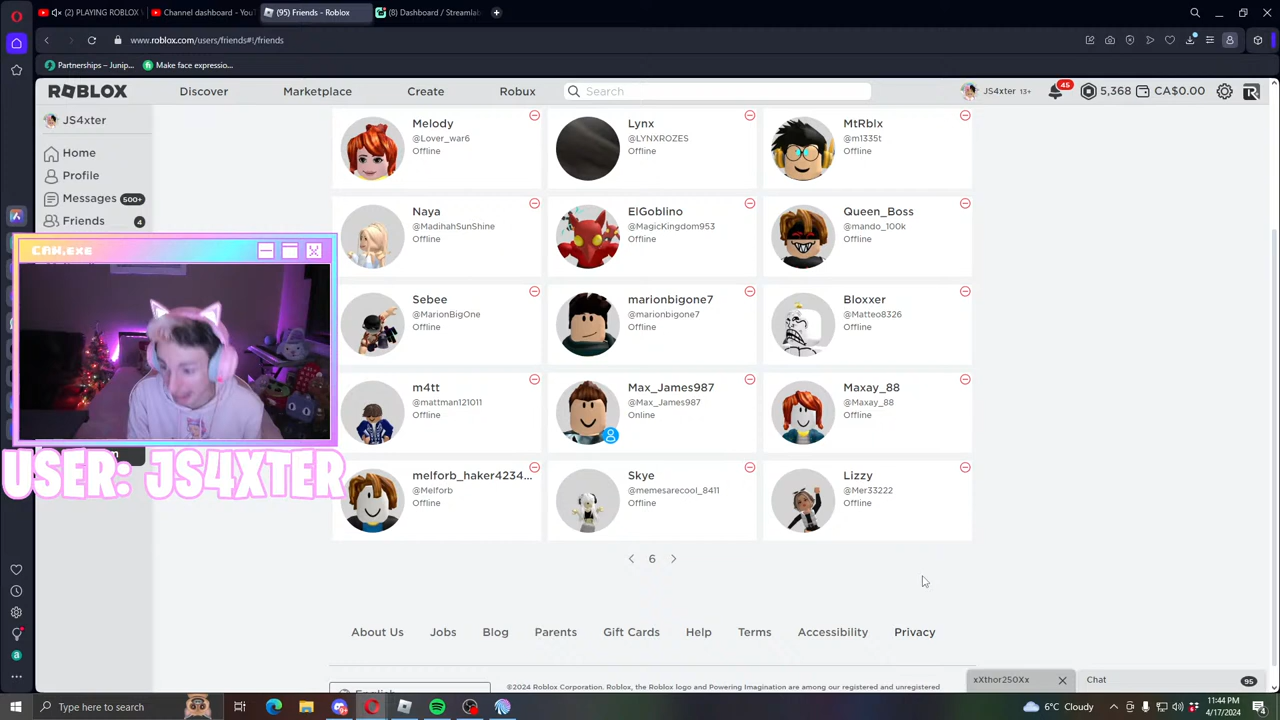 (2) PLAYING ROBLOX \
Channel dashboard - YouT
(95) Friends - Roblox
(8) Dashboard / Streamlab
www.roblox.com/users/friends#!/friends
Partnerships – Junip...
Make face expressio...
ROBLOX
Discover
Marketplace
Create
Robux
Search
JS4xter 13+
45
5,368
CA$0.00
JS4xter
Home
Profile
Messages 500+
Friends 4
CAM.EXE
USER: JS4XTER
Melody
@Lover_war6
Offline
Lynx
@LYNXROZES
Offline
MtRblx
@m1335t
Offline
Naya
@MadihahSunShine
Offline
ElGoblino
@MagicKingdom953
Offline
Queen_Boss
@mando_100k
Offline
Sebee
@MarionBigOne
Offline
marionbigone7
@marionbigone7
Offline
Bloxxer
@Matteo8326
Offline
m4tt
@mattman121011
Offline
Max_James987
@Max_James987
Online
Maxay_88
@Maxay_88
Offline
melforb_haker4234...
@Melforb
Offline
Skye
@memesarecool_8411
Offline
Lizzy
@Mer33222
Offline
6
About Us
Jobs
Blog
Parents
Gift Cards
Help
Terms
Accessibility
Privacy
English
©2024 Roblox Corporation. Roblox, the Roblox logo and Powering Imagination are among our registered and unregistered
xXthor250Xx
Chat
95
Type here to search
6°C Cloudy
11:44 PM
4/17/2024
4